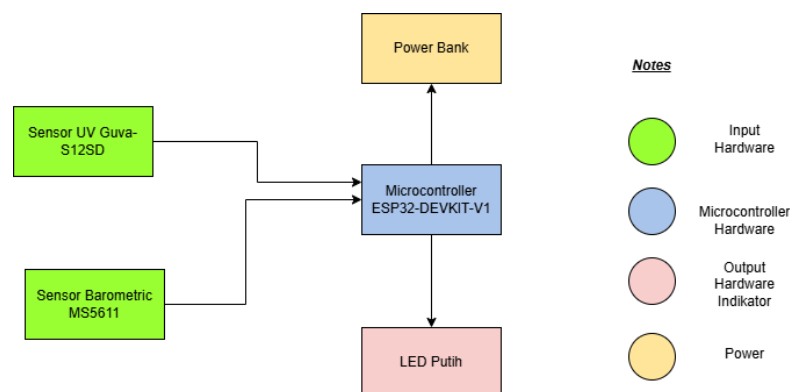 Power Bank
Notes
Sensor UV Guva-
S12SD
Input
Hardware
Microcontroller
ESP32-DEVKIT-V1
Microcontroller
Hardware
Sensor Barometric
MS5611
Output
Hardware
Indikator
LED Putih
Power